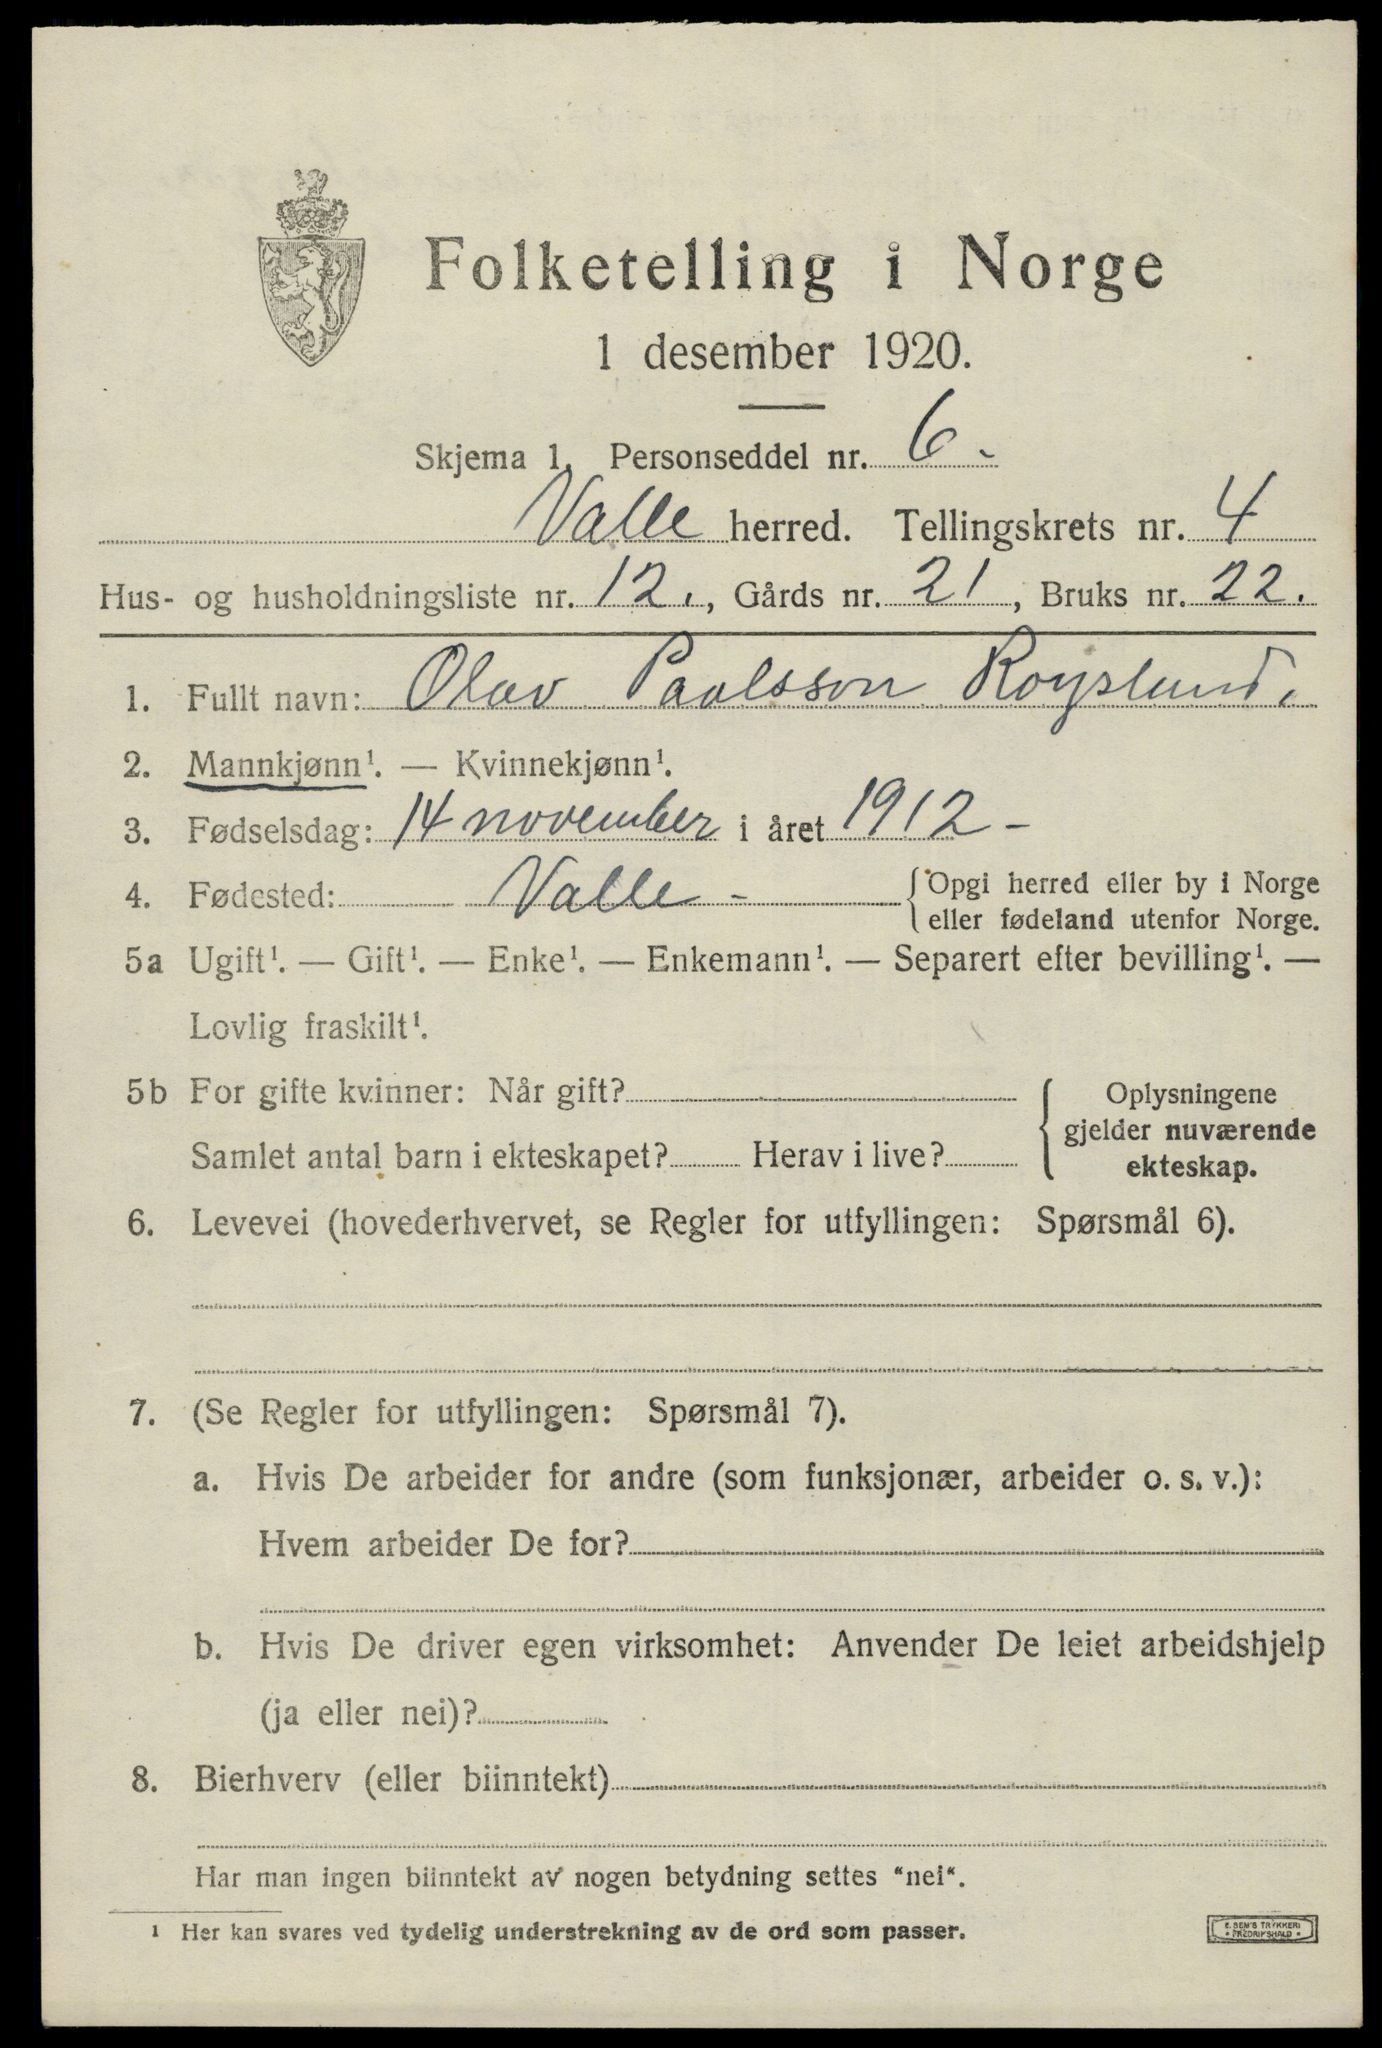 Folketelling i Norge
1 desember 1920.
Skjema 1. Personseddel nr. 6.
Valle herred. Tellingskrets nr. 4
Hus- og husholdningsliste nr. 12., Gårds nr. 21, Bruks nr. 22.
1. Fullt navn: Olav Paalsson Royslund.
2. Mannkjønn¹. — Kvinnekjønn¹.
3. Fødselsdag: 14 november i året 1912 -
4. Fødested: Valle - {Opgi herred eller by i Norge
eller fødeland utenfor Norge.
5a Ugift¹. — Gift¹. — Enke¹. — Enkemann¹. — Separert efter bevilling¹. —
Lovlig fraskilt¹.
5b For gifte kvinner: Når gift?
Samlet antal barn i ekteskapet? Herav i live?
Oplysningene
gjelder nuværende
ekteskap.
6. Levevei (hovederhvervet, se Regler for utfyllingen: Spørsmål 6).
7. (Se Regler for utfyllingen: Spørsmål 7).
a. Hvis De arbeider for andre (som funksjonær, arbeider o. s. v.):
Hvem arbeider De for?
b. Hvis De driver egen virksomhet: Anvender De leiet arbeidshjelp
(ja eller nei)?
8. Bierhverv (eller biinntekt)
Har man ingen biinntekt av nogen betydning settes "nei".
¹ Her kan svares ved tydelig understrekning av de ord som passer.
E. SEM'S TRYKKERI
• FREDRIKSHALD •